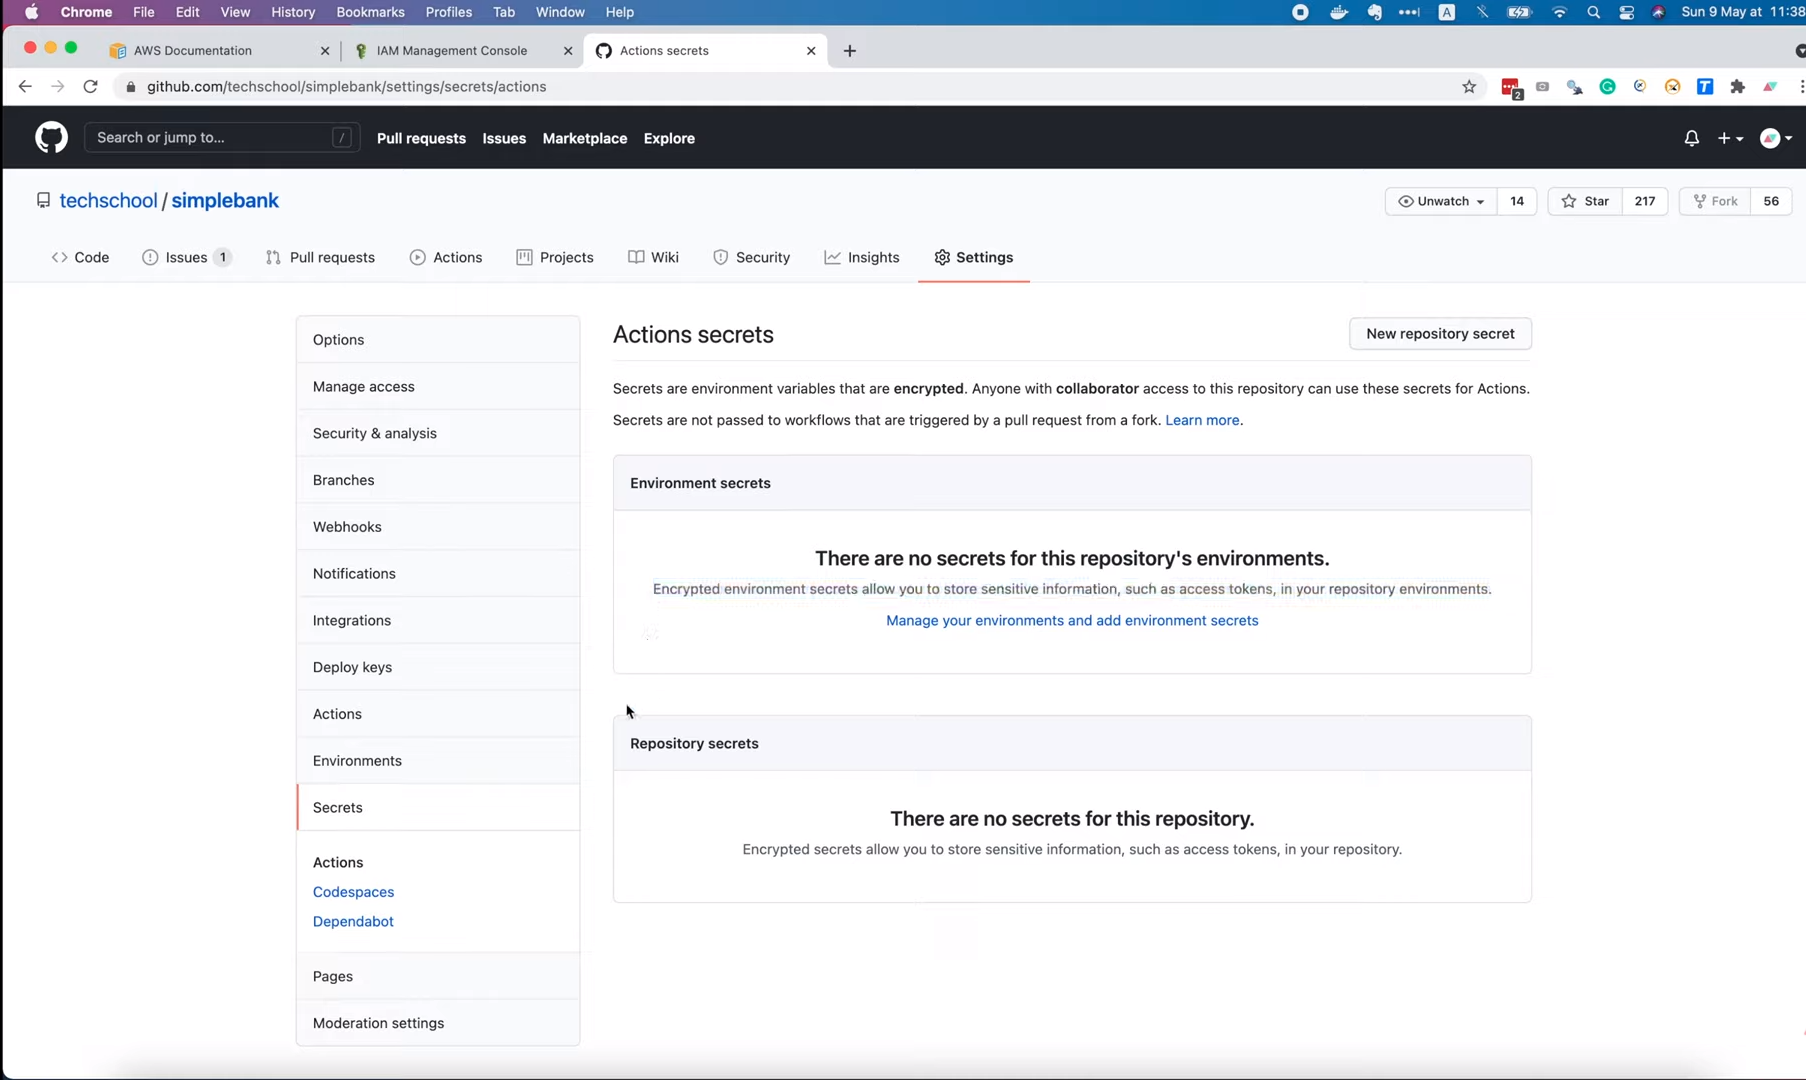 Chrome File Edit View History Bookmarks Profiles Tab Window Help A Sun 9 May at 11:38
AWS Documentation IAM Management Console Actions secrets
github.com/techschool/simplebank/settings/secrets/actions 2 T
Search or jump to... / Pull requests Issues Marketplace Explore
techschool / simplebank Unwatch 14 Star 217 Fork 56
Code Issues 1 Pull requests Actions Projects Wiki Security Insights Settings
Options
Manage access
Security & analysis
Branches
Webhooks
Notifications
Integrations
Deploy keys
Actions
Environments
Secrets
Actions
Codespaces
Dependabot
Pages
Moderation settings
Actions secrets New repository secret
Secrets are environment variables that are encrypted. Anyone with collaborator access to this repository can use these secrets for Actions.
Secrets are not passed to workflows that are triggered by a pull request from a fork. Learn more.
Environment secrets
There are no secrets for this repository's environments.
Encrypted environment secrets allow you to store sensitive information, such as access tokens, in your repository environments.
Manage your environments and add environment secrets
Repository secrets
There are no secrets for this repository.
Encrypted secrets allow you to store sensitive information, such as access tokens, in your repository.